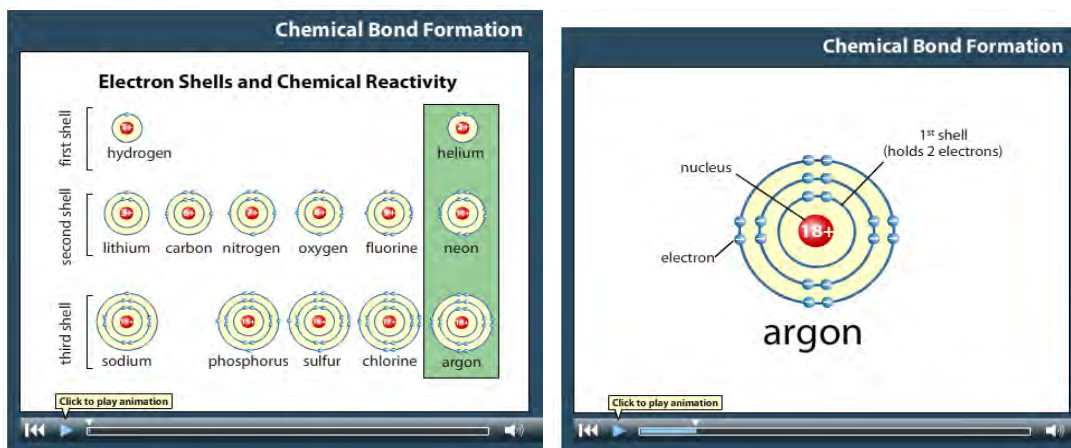 Chemical Bond Formation
Electron Shells and Chemical Reactivity
first shell
hydrogen
helium
second shell
lithium carbon nitrogen oxygen fluorine neon
third shell
sodium phosphorus sulfur chlorine argon
Click to play animation
Chemical Bond Formation
1st shell
(holds 2 electrons)
nucleus
18+
electron
argon
Click to play animation